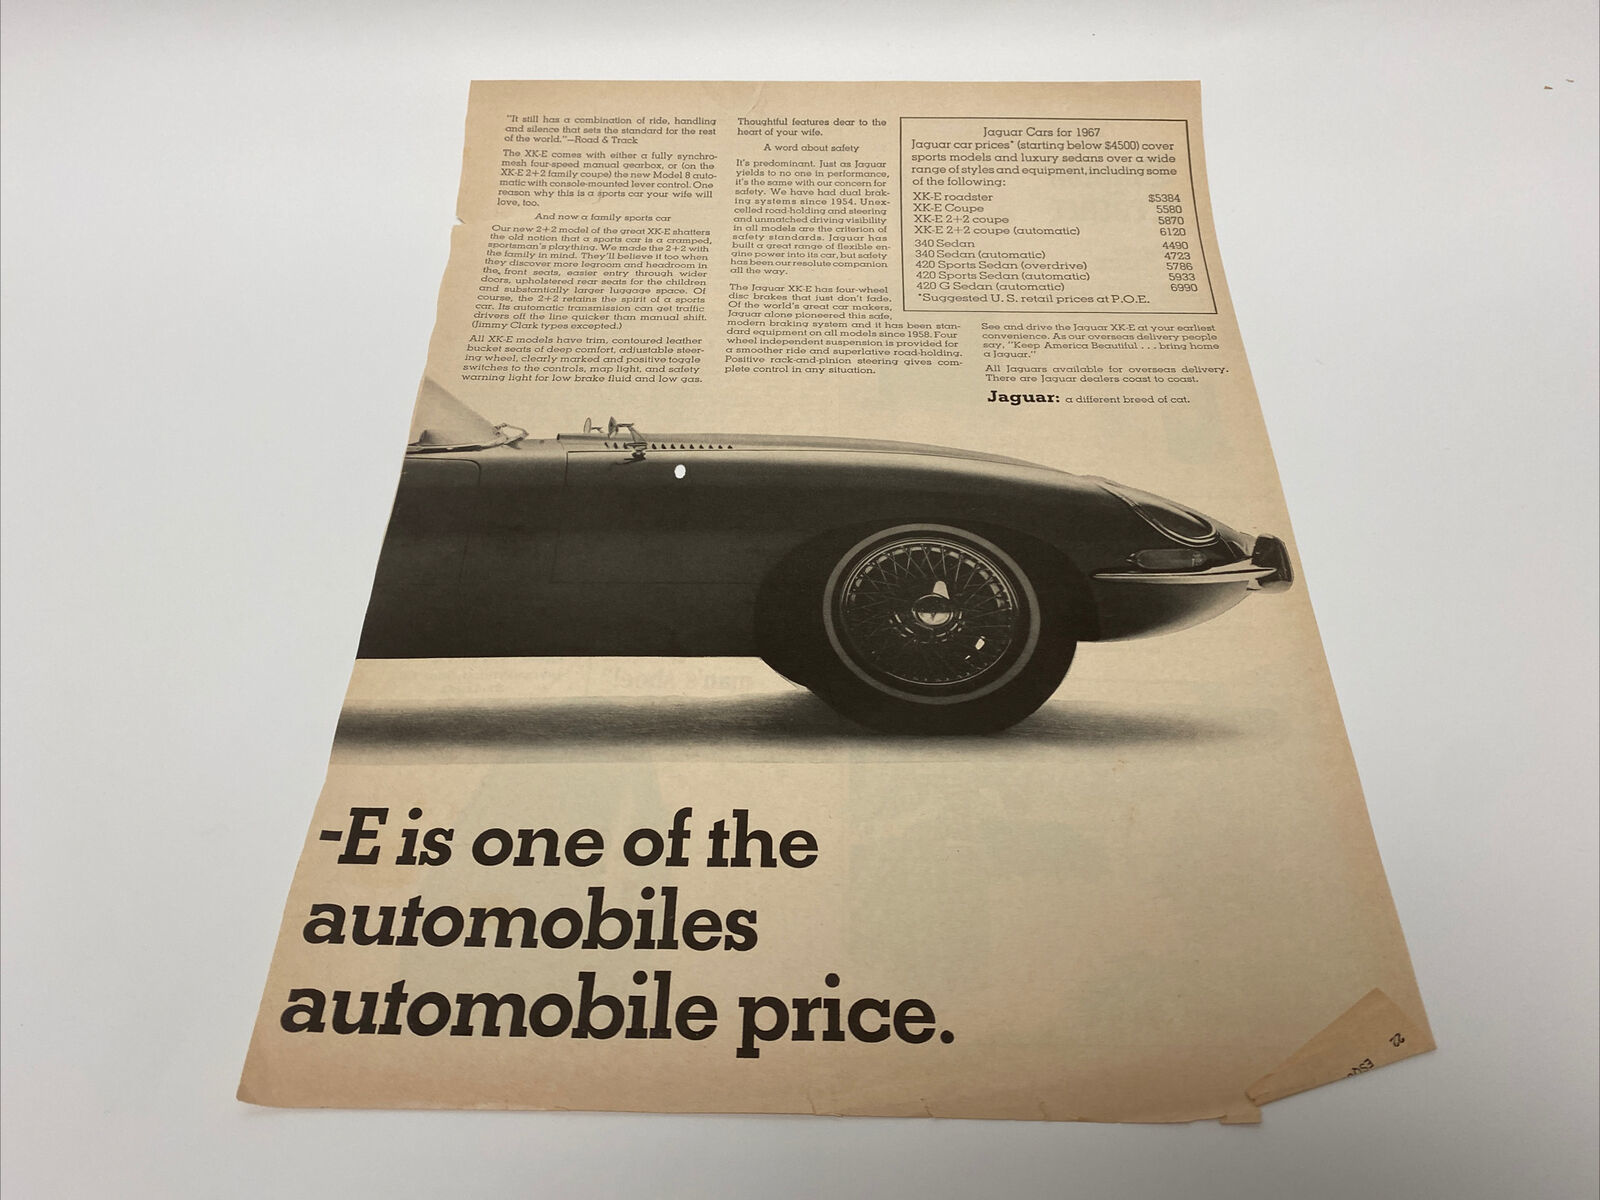 "It still has a combination of ride, handling
and silence that sets the standard for the rest
of the world."—Road & Track
The XK-E comes with either a fully synchro-
mesh four-speed manual gearbox, or (on the
XK-E 2+2 family coupe) the new Model 8 auto-
matic with console-mounted lever control. One
reason why this is a sports car your wife will
love, too.
And now a family sports car
Our new 2+2 model of the great XK-E shatters
the old notion that a sports car is a cramped,
sportsman's plaything. We made the 2+2 with
the family in mind. They'll believe it too when
they discover more legroom and headroom in
the front seats, easier entry through wider
doors, upholstered rear seats for the children
and substantially larger luggage space. Of
course, the 2+2 retains the spirit of a sports
car. Its automatic transmission can get traffic
drivers off the line quicker than manual shift.
(Jimmy Clark types excepted.)
All XK-E models have trim, contoured leather
bucket seats of deep comfort, adjustable steer-
ing wheel, clearly marked and positive toggle
switches to the controls, map light, and safety
warning light for low brake fluid and low gas.
Thoughtful features dear to the
heart of your wife.
A word about safety
It's predominant. Just as Jaguar
yields to no one in performance,
it's the same with our concern for
safety. We have had dual brak-
ing systems since 1954. Unex-
celled road-holding and steering
and unmatched driving visibility
in all models are the criterion of
safety standards. Jaguar has
built a great range of flexible en-
gine power into its car, but safety
has been our resolute companion
all the way.
The Jaguar XK-E has four-wheel
disc brakes that just don't fade.
Of the world's great car makers,
Jaguar alone pioneered this safe,
modern braking system and it has been stan-
dard equipment on all models since 1958. Four
wheel independent suspension is provided for
a smoother ride and superlative road-holding.
Positive rack-and-pinion steering gives com-
plete control in any situation.
Jaguar Cars for 1967
Jaguar car prices* (starting below $4500) cover
sports models and luxury sedans over a wide
range of styles and equipment, including some
of the following:
XK-E roadster $5384
XK-E Coupe 5580
XK-E 2+2 coupe 5870
XK-E 2+2 coupe (automatic) 6120
340 Sedan 4490
340 Sedan (automatic) 4723
420 Sports Sedan (overdrive) 5786
420 Sports Sedan (automatic) 5933
420 G Sedan (automatic) 6990
*Suggested U.S. retail prices at P.O.E.
See and drive the Jaguar XK-E at your earliest
convenience. As our overseas delivery people
say, "Keep America Beautiful . . . bring home
a Jaguar."
All Jaguars available for overseas delivery.
There are Jaguar dealers coast to coast.
Jaguar: a different breed of cat.
-E is one of the
automobiles
automobile price.
22